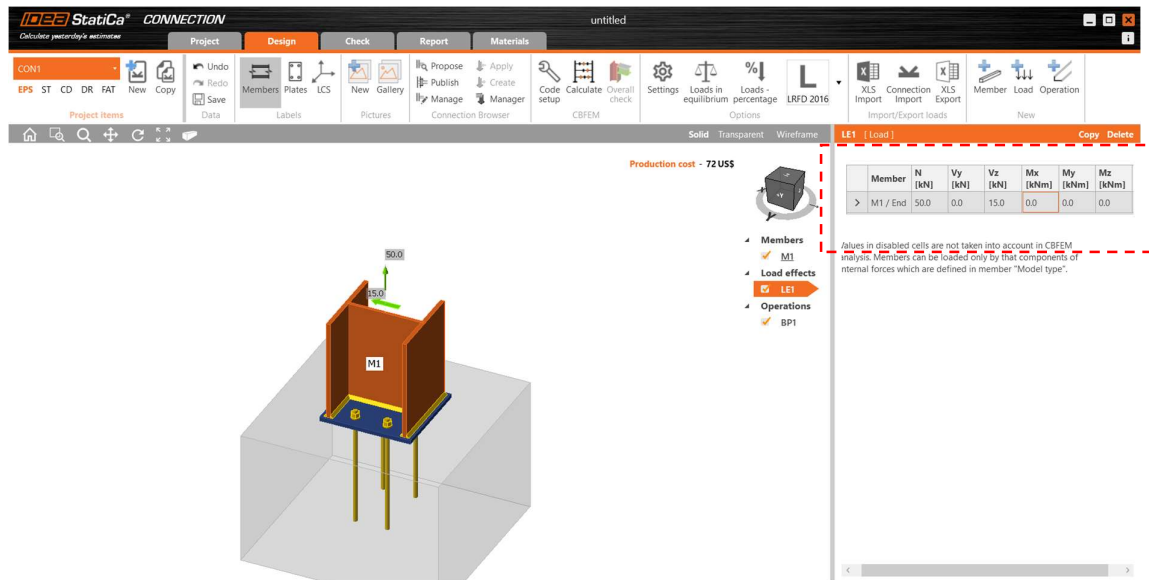 IDEA StatiCa® CONNECTION
untitled
Calculate yesterday's estimates
Project Design Check Report Materials
i
CON1
EPS ST CD DR FAT
New Copy
Project items
Undo
Redo
Save
Data
Members Plates LCS
Labels
New Gallery
Pictures
Propose Apply
Publish Create
Manage Manager
Connection Browser
Code setup
Calculate
Overall check
CBFEM
Settings
Loads in equilibrium
Loads - percentage
L
LRFD 2016
Options
XLS Import
Connection Import
XLS Export
Import/Export loads
Member Load Operation
New
Solid Transparent Wireframe
LE1 [ Load ] Copy Delete
Production cost - 72 US$
-Z
+Y
Members
M1
Load effects
LE1
Operations
BP1
50.0
15.0
M1
Member N [kN] Vy [kN] Vz [kN] Mx [kNm] My [kNm] Mz [kNm]
> M1 / End 50.0 0.0 15.0 0.0 0.0 0.0
Values in disabled cells are not taken into account in CBFEM
analysis. Members can be loaded only by that components of
internal forces which are defined in member "Model type".